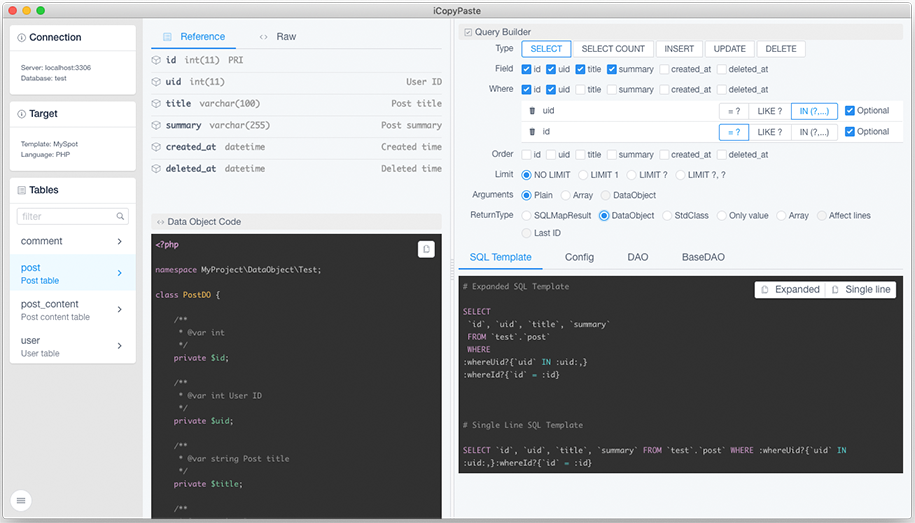 iCopyPaste
Connection
Server: localhost:3306
Database: test
Target
Template: MySpot
Language: PHP
Tables
filter
comment
post
Post table
post_content
Post content table
user
User table
Reference
Raw
id int(11) PRI
uid int(11) User ID
title varchar(100) Post title
summary varchar(255) Post summary
created_at datetime Created time
deleted_at datetime Deleted time
Data Object Code
<?php
namespace MyProject\DataObject\Test;
class PostDO {
/**
* @var int
*/
private $id;
/**
* @var int User ID
*/
private $uid;
/**
* @var string Post title
*/
private $title;
/**
Query Builder
Type SELECT SELECT COUNT INSERT UPDATE DELETE
Field id uid title summary created_at deleted_at
Where id uid title summary created_at deleted_at
uid = ? LIKE ? IN (?,...) Optional
id = ? LIKE ? IN (?,...) Optional
Order id uid title summary created_at deleted_at
Limit NO LIMIT LIMIT 1 LIMIT ? LIMIT ?, ?
Arguments Plain Array DataObject
ReturnType SQLMapResult DataObject StdClass Only value Array Affect lines
Last ID
SQL Template Config DAO BaseDAO
# Expanded SQL Template
Expanded Single line
SELECT
`id`, `uid`, `title`, `summary`
FROM `test`.`post`
WHERE
:whereUid?{`uid` IN :uid:,}
:whereId?{`id` = :id}
# Single Line SQL Template
SELECT `id`, `uid`, `title`, `summary` FROM `test`.`post` WHERE :whereUid?{`uid` IN
:uid:,}:whereId?{`id` = :id}